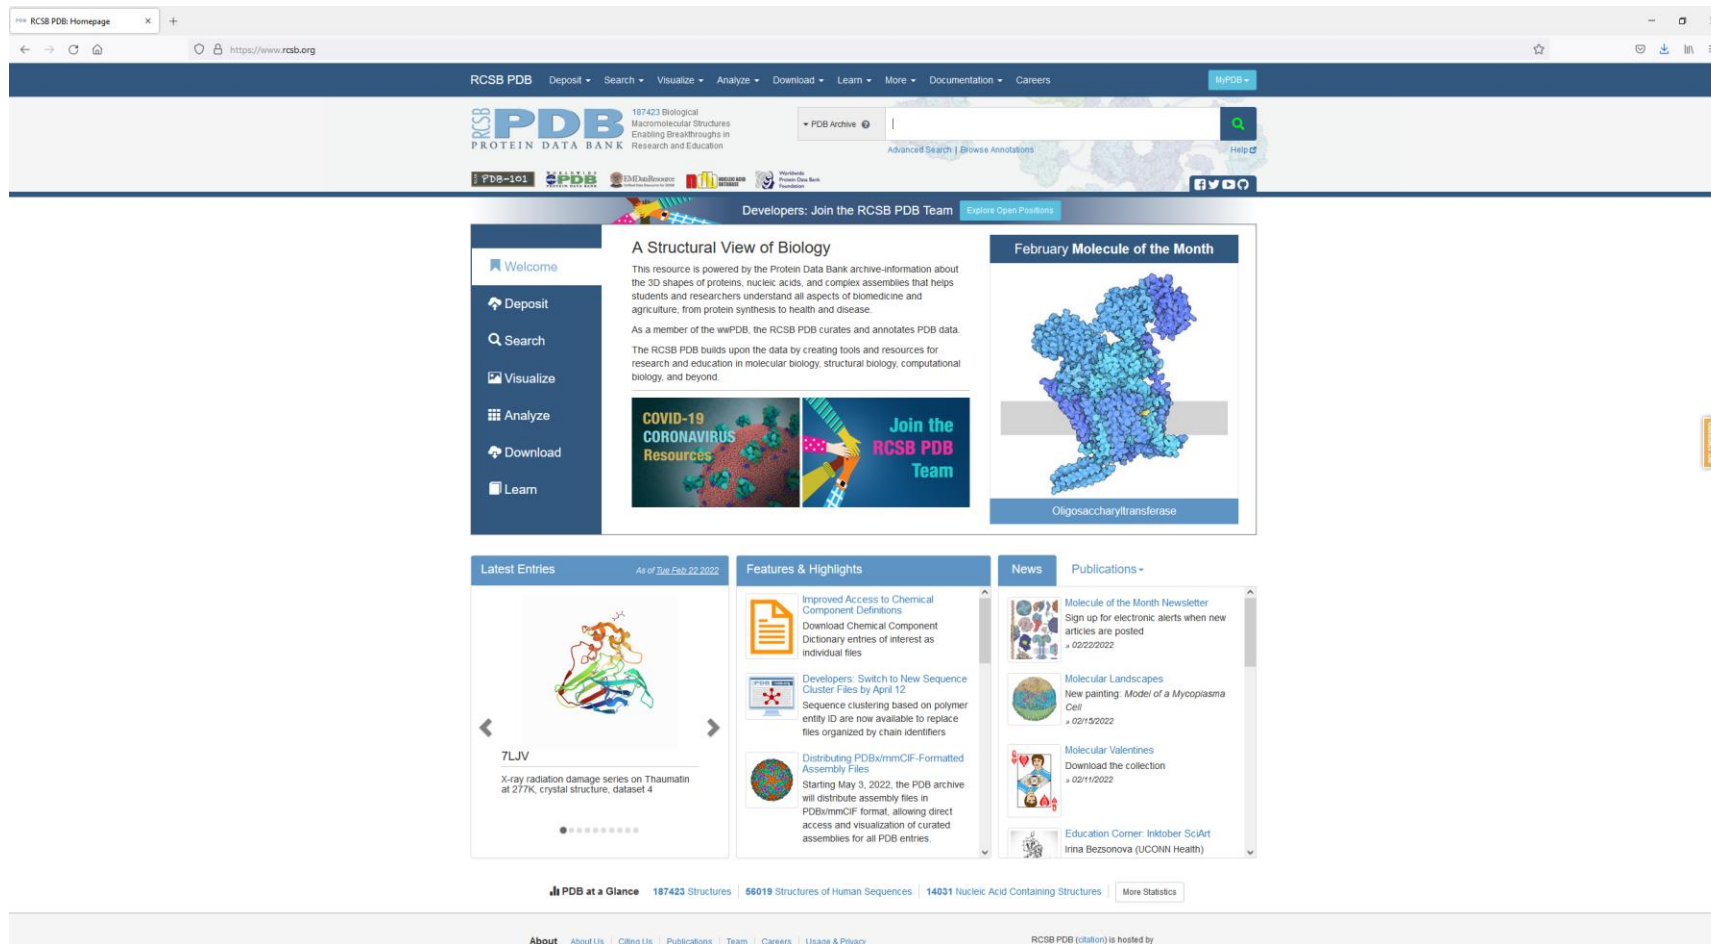 RCSB PDB: Homepage
https://www.rcsb.org
RCSB PDB Deposit Search Visualize Analyze Download Learn More Documentation Careers MyPDB
RCSB PDB
PROTEIN DATA BANK
187423 Biological
Macromolecular Structures
Enabling Breakthroughs in
Research and Education
PDB Archive
Advanced Search | Browse Annotations
Help
PDB-101
WORLDWIDE PDB PROTEIN DATA BANK
EMDataResource
NUCLEIC ACID
DATABASE
Worldwide
Protein Data Bank
Foundation
Developers: Join the RCSB PDB Team Explore Open Positions
Welcome
Deposit
Search
Visualize
Analyze
Download
Learn
A Structural View of Biology
This resource is powered by the Protein Data Bank archive-information about
the 3D shapes of proteins, nucleic acids, and complex assemblies that helps
students and researchers understand all aspects of biomedicine and
agriculture, from protein synthesis to health and disease.
As a member of the wwPDB, the RCSB PDB curates and annotates PDB data.
The RCSB PDB builds upon the data by creating tools and resources for
research and education in molecular biology, structural biology, computational
biology, and beyond.
COVID-19
CORONAVIRUS
Resources
Join the
RCSB PDB
Team
February Molecule of the Month
Oligosaccharyltransferase
Latest Entries As of Tue Feb 22 2022
7LJV
X-ray radiation damage series on Thaumatin
at 277K, crystal structure, dataset 4
Features & Highlights
Improved Access to Chemical
Component Definitions
Download Chemical Component
Dictionary entries of interest as
individual files
Developers: Switch to New Sequence
Cluster Files by April 12
Sequence clustering based on polymer
entity ID are now available to replace
files organized by chain identifiers
Distributing PDBx/mmCIF-Formatted
Assembly Files
Starting May 3, 2022, the PDB archive
will distribute assembly files in
PDBx/mmCIF format, allowing direct
access and visualization of curated
assemblies for all PDB entries.
News Publications
Molecule of the Month Newsletter
Sign up for electronic alerts when new
articles are posted
» 02/22/2022
Molecular Landscapes
New painting: Model of a Mycoplasma
Cell
» 02/15/2022
Molecular Valentines
Download the collection
» 02/11/2022
Education Corner: Inktober SciArt
Irina Bezsonova (UCONN Health)
PDB at a Glance 187423 Structures 56019 Structures of Human Sequences 14031 Nucleic Acid Containing Structures More Statistics
About About Us Citing Us Publications Team Careers Usage & Privacy
RCSB PDB (citation) is hosted by